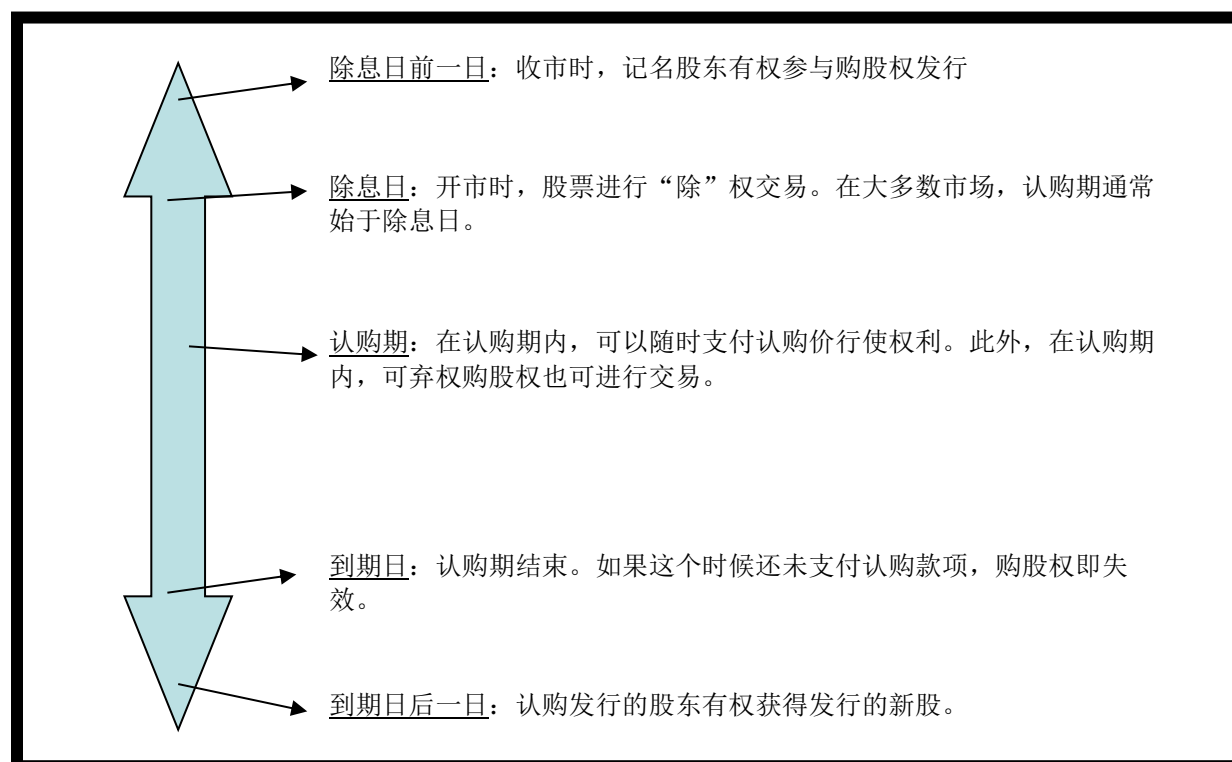 除息日前一日：收市时，记名股东有权参与购股权发行
除息日：开市时，股票进行“除”权交易。在大多数市场，认购期通常
始于除息日。
认购期：在认购期内，可以随时支付认购价行使权利。此外，在认购期
内，可弃权购股权也可进行交易。
到期日：认购期结束。如果这个时候还未支付认购款项，购股权即失
效。
到期日后一日：认购发行的股东有权获得发行的新股。